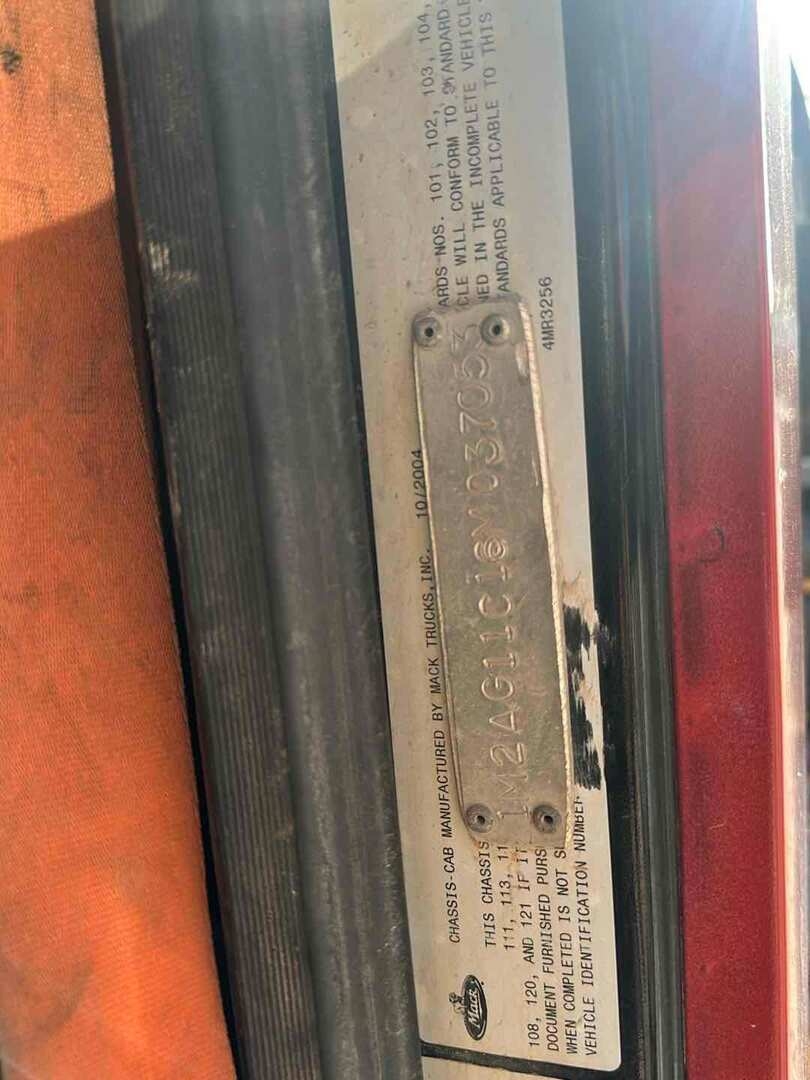 Mack
CHASSIS-CAB MANUFACTURED BY MACK TRUCKS, INC. 10/2004
THIS CHASSIS ARDS NOS. 101, 102, 103, 104,
111, 113, 11 CLE WILL CONFORM TO STANDARD
108, 120, AND 121 IF IT NED IN THE INCOMPLETE VEHICLE
DOCUMENT FURNISHED PURS TANDARDS APPLICABLE TO THIS
WHEN COMPLETED IS NOT S
VEHICLE IDENTIFICATION NUMBER
4MR3256
1M2AG11C16M037053